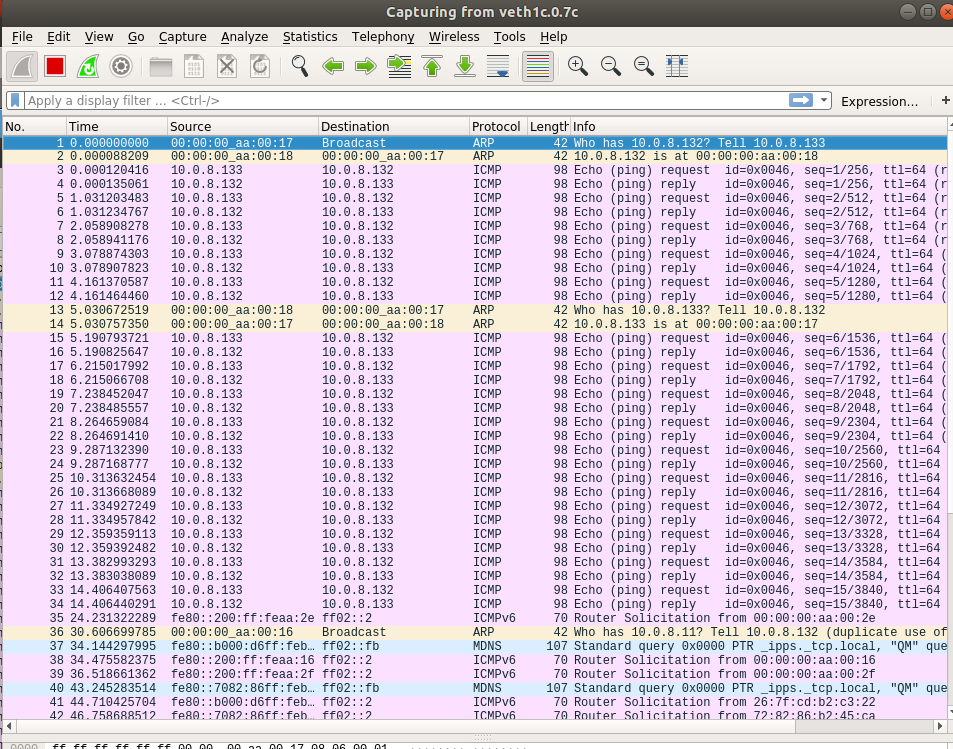 Capturing from veth1c.0.7c
File Edit View Go Capture Analyze Statistics Telephony Wireless Tools Help
Apply a display filter ... <Ctrl-/> Expression... +
No. Time Source Destination Protocol Length Info
1 0.000000000 00:00:00_aa:00:17 Broadcast ARP 42 Who has 10.0.8.132? Tell 10.0.8.133
2 0.000088209 00:00:00_aa:00:18 00:00:00_aa:00:17 ARP 42 10.0.8.132 is at 00:00:00:aa:00:18
3 0.000120416 10.0.8.133 10.0.8.132 ICMP 98 Echo (ping) request id=0x0046, seq=1/256, ttl=64 (r
4 0.000135061 10.0.8.132 10.0.8.133 ICMP 98 Echo (ping) reply id=0x0046, seq=1/256, ttl=64 (r
5 1.031203483 10.0.8.133 10.0.8.132 ICMP 98 Echo (ping) request id=0x0046, seq=2/512, ttl=64 (r
6 1.031234767 10.0.8.132 10.0.8.133 ICMP 98 Echo (ping) reply id=0x0046, seq=2/512, ttl=64 (r
7 2.058908278 10.0.8.133 10.0.8.132 ICMP 98 Echo (ping) request id=0x0046, seq=3/768, ttl=64 (r
8 2.058941176 10.0.8.132 10.0.8.133 ICMP 98 Echo (ping) reply id=0x0046, seq=3/768, ttl=64 (r
9 3.078874303 10.0.8.133 10.0.8.132 ICMP 98 Echo (ping) request id=0x0046, seq=4/1024, ttl=64 (
10 3.078907823 10.0.8.132 10.0.8.133 ICMP 98 Echo (ping) reply id=0x0046, seq=4/1024, ttl=64 (
11 4.161370587 10.0.8.133 10.0.8.132 ICMP 98 Echo (ping) request id=0x0046, seq=5/1280, ttl=64 (
12 4.161464460 10.0.8.132 10.0.8.133 ICMP 98 Echo (ping) reply id=0x0046, seq=5/1280, ttl=64 (
13 5.030672519 00:00:00_aa:00:18 00:00:00_aa:00:17 ARP 42 Who has 10.0.8.133? Tell 10.0.8.132
14 5.030757350 00:00:00_aa:00:17 00:00:00_aa:00:18 ARP 42 10.0.8.133 is at 00:00:00:aa:00:17
15 5.190793721 10.0.8.133 10.0.8.132 ICMP 98 Echo (ping) request id=0x0046, seq=6/1536, ttl=64 (
16 5.190825647 10.0.8.132 10.0.8.133 ICMP 98 Echo (ping) reply id=0x0046, seq=6/1536, ttl=64 (
17 6.215017992 10.0.8.133 10.0.8.132 ICMP 98 Echo (ping) request id=0x0046, seq=7/1792, ttl=64 (
18 6.215066708 10.0.8.132 10.0.8.133 ICMP 98 Echo (ping) reply id=0x0046, seq=7/1792, ttl=64 (
19 7.238452047 10.0.8.133 10.0.8.132 ICMP 98 Echo (ping) request id=0x0046, seq=8/2048, ttl=64 (
20 7.238485557 10.0.8.132 10.0.8.133 ICMP 98 Echo (ping) reply id=0x0046, seq=8/2048, ttl=64 (
21 8.264659084 10.0.8.133 10.0.8.132 ICMP 98 Echo (ping) request id=0x0046, seq=9/2304, ttl=64 (
22 8.264691410 10.0.8.132 10.0.8.133 ICMP 98 Echo (ping) reply id=0x0046, seq=9/2304, ttl=64 (
23 9.287132390 10.0.8.133 10.0.8.132 ICMP 98 Echo (ping) request id=0x0046, seq=10/2560, ttl=64
24 9.287168777 10.0.8.132 10.0.8.133 ICMP 98 Echo (ping) reply id=0x0046, seq=10/2560, ttl=64
25 10.313632454 10.0.8.133 10.0.8.132 ICMP 98 Echo (ping) request id=0x0046, seq=11/2816, ttl=64
26 10.313668089 10.0.8.132 10.0.8.133 ICMP 98 Echo (ping) reply id=0x0046, seq=11/2816, ttl=64
27 11.334927249 10.0.8.133 10.0.8.132 ICMP 98 Echo (ping) request id=0x0046, seq=12/3072, ttl=64
28 11.334957842 10.0.8.132 10.0.8.133 ICMP 98 Echo (ping) reply id=0x0046, seq=12/3072, ttl=64
29 12.359359113 10.0.8.133 10.0.8.132 ICMP 98 Echo (ping) request id=0x0046, seq=13/3328, ttl=64
30 12.359392482 10.0.8.132 10.0.8.133 ICMP 98 Echo (ping) reply id=0x0046, seq=13/3328, ttl=64
31 13.382993293 10.0.8.133 10.0.8.132 ICMP 98 Echo (ping) request id=0x0046, seq=14/3584, ttl=64
32 13.383038089 10.0.8.132 10.0.8.133 ICMP 98 Echo (ping) reply id=0x0046, seq=14/3584, ttl=64
33 14.406407563 10.0.8.133 10.0.8.132 ICMP 98 Echo (ping) request id=0x0046, seq=15/3840, ttl=64
34 14.406440291 10.0.8.132 10.0.8.133 ICMP 98 Echo (ping) reply id=0x0046, seq=15/3840, ttl=64
35 24.231322289 fe80::200:ff:feaa:2e ff02::2 ICMPv6 70 Router Solicitation from 00:00:00:aa:00:2e
36 30.606699785 00:00:00_aa:00:16 Broadcast ARP 42 Who has 10.0.8.11? Tell 10.0.8.132 (duplicate use of
37 34.144297995 fe80::b000:d6ff:feb... ff02::fb MDNS 107 Standard query 0x0000 PTR _ipps._tcp.local, "QM" que
38 34.475582375 fe80::200:ff:feaa:16 ff02::2 ICMPv6 70 Router Solicitation from 00:00:00:aa:00:16
39 36.518661362 fe80::200:ff:feaa:2f ff02::2 ICMPv6 70 Router Solicitation from 00:00:00:aa:00:2f
40 43.245283514 fe80::7082:86ff:feb... ff02::fb MDNS 107 Standard query 0x0000 PTR _ipps._tcp.local, "QM" que
41 44.710425704 fe80::b000:d6ff:feb... ff02::2 ICMPv6 70 Router Solicitation from 26:7f:cd:b2:c3:22
42 46.758688512 fe80::7082:86ff:feb... ff02::2 ICMPv6 70 Router Solicitation from 72:82:86:b2:45:ca
0000 ff ff ff ff ff ff 00 00 00 aa 00 17 08 06 00 01